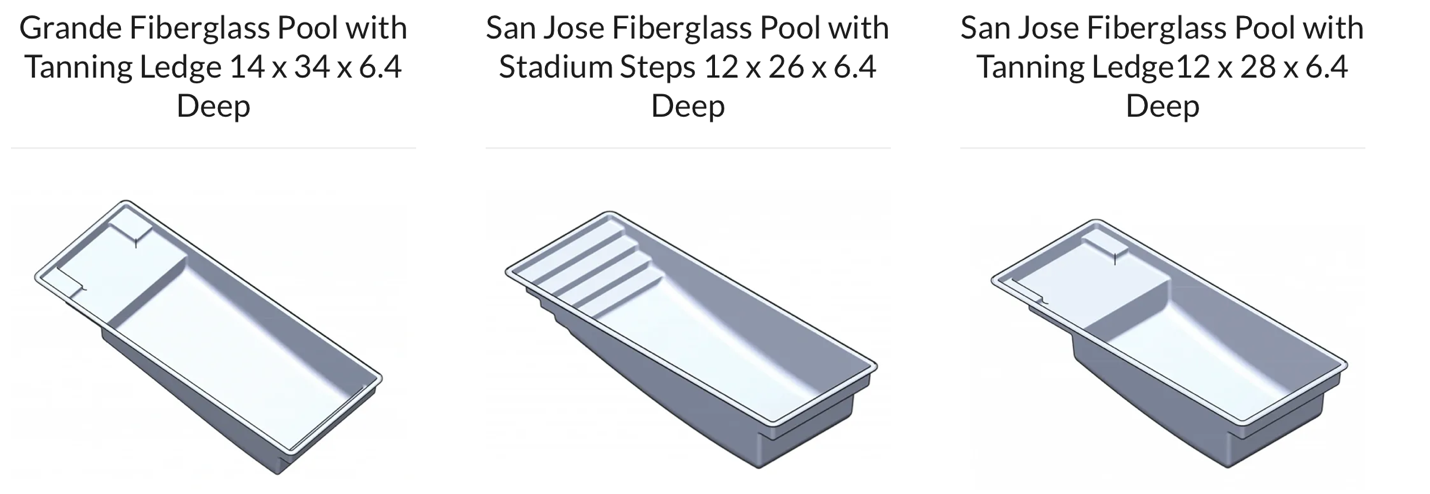 Grande Fiberglass Pool with
Tanning Ledge 14 x 34 x 6.4
Deep
San Jose Fiberglass Pool with
Stadium Steps 12 x 26 x 6.4
Deep
San Jose Fiberglass Pool with
Tanning Ledge12 x 28 x 6.4
Deep